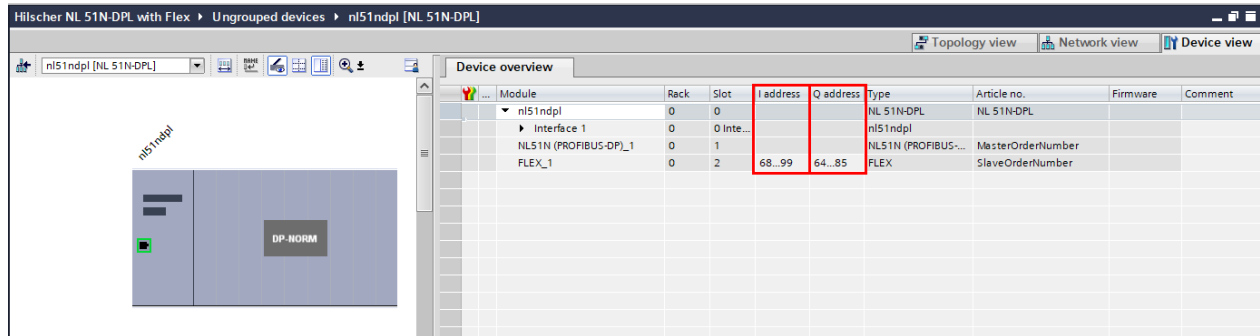 Hilscher NL 51N-DPL with Flex ▸ Ungrouped devices ▸ nl51ndpl [NL 51N-DPL]
Topology view Network view Device view
nl51ndpl [NL 51N-DPL]
Device overview
... Module Rack Slot I address Q address Type Article no. Firmware Comment
nl51ndpl 0 0 NL 51N-DPL NL 51N-DPL
Interface 1 0 0 Inte... nl51ndpl
NL51N (PROFIBUS-DP)_1 0 1 NL51N (PROFIBUS-... MasterOrderNumber
FLEX_1 0 2 68...99 64...85 FLEX SlaveOrderNumber
nl51ndpl
DP-NORM